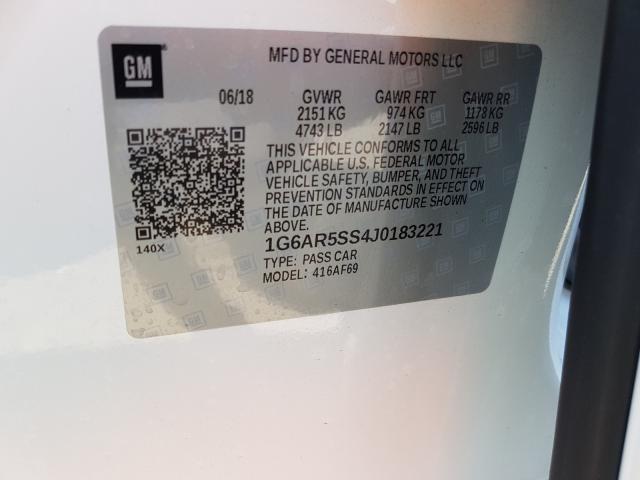 GM
MFD BY GENERAL MOTORS LLC
06/18 GVWR GAWR FRT GAWR RR
2151 KG 974 KG 1178 KG
4743 LB 2147 LB 2596 LB
THIS VEHICLE CONFORMS TO ALL
APPLICABLE U.S. FEDERAL MOTOR
VEHICLE SAFETY, BUMPER, AND THEFT
PREVENTION STANDARDS IN EFFECT ON
THE DATE OF MANUFACTURE SHOWN
ABOVE.
140X
1G6AR5SS4J0183221
TYPE: PASS CAR
MODEL: 416AF69